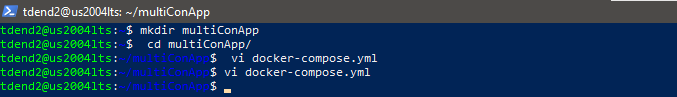 tdend2@us2004lts: ~/multiConApp
tdend2@us2004lts:~$ mkdir multiConApp
tdend2@us2004lts:~$  cd multiConApp/
tdend2@us2004lts:~/multiConApp$  vi docker-compose.yml
tdend2@us2004lts:~/multiConApp$ vi docker-compose.yml
tdend2@us2004lts:~/multiConApp$